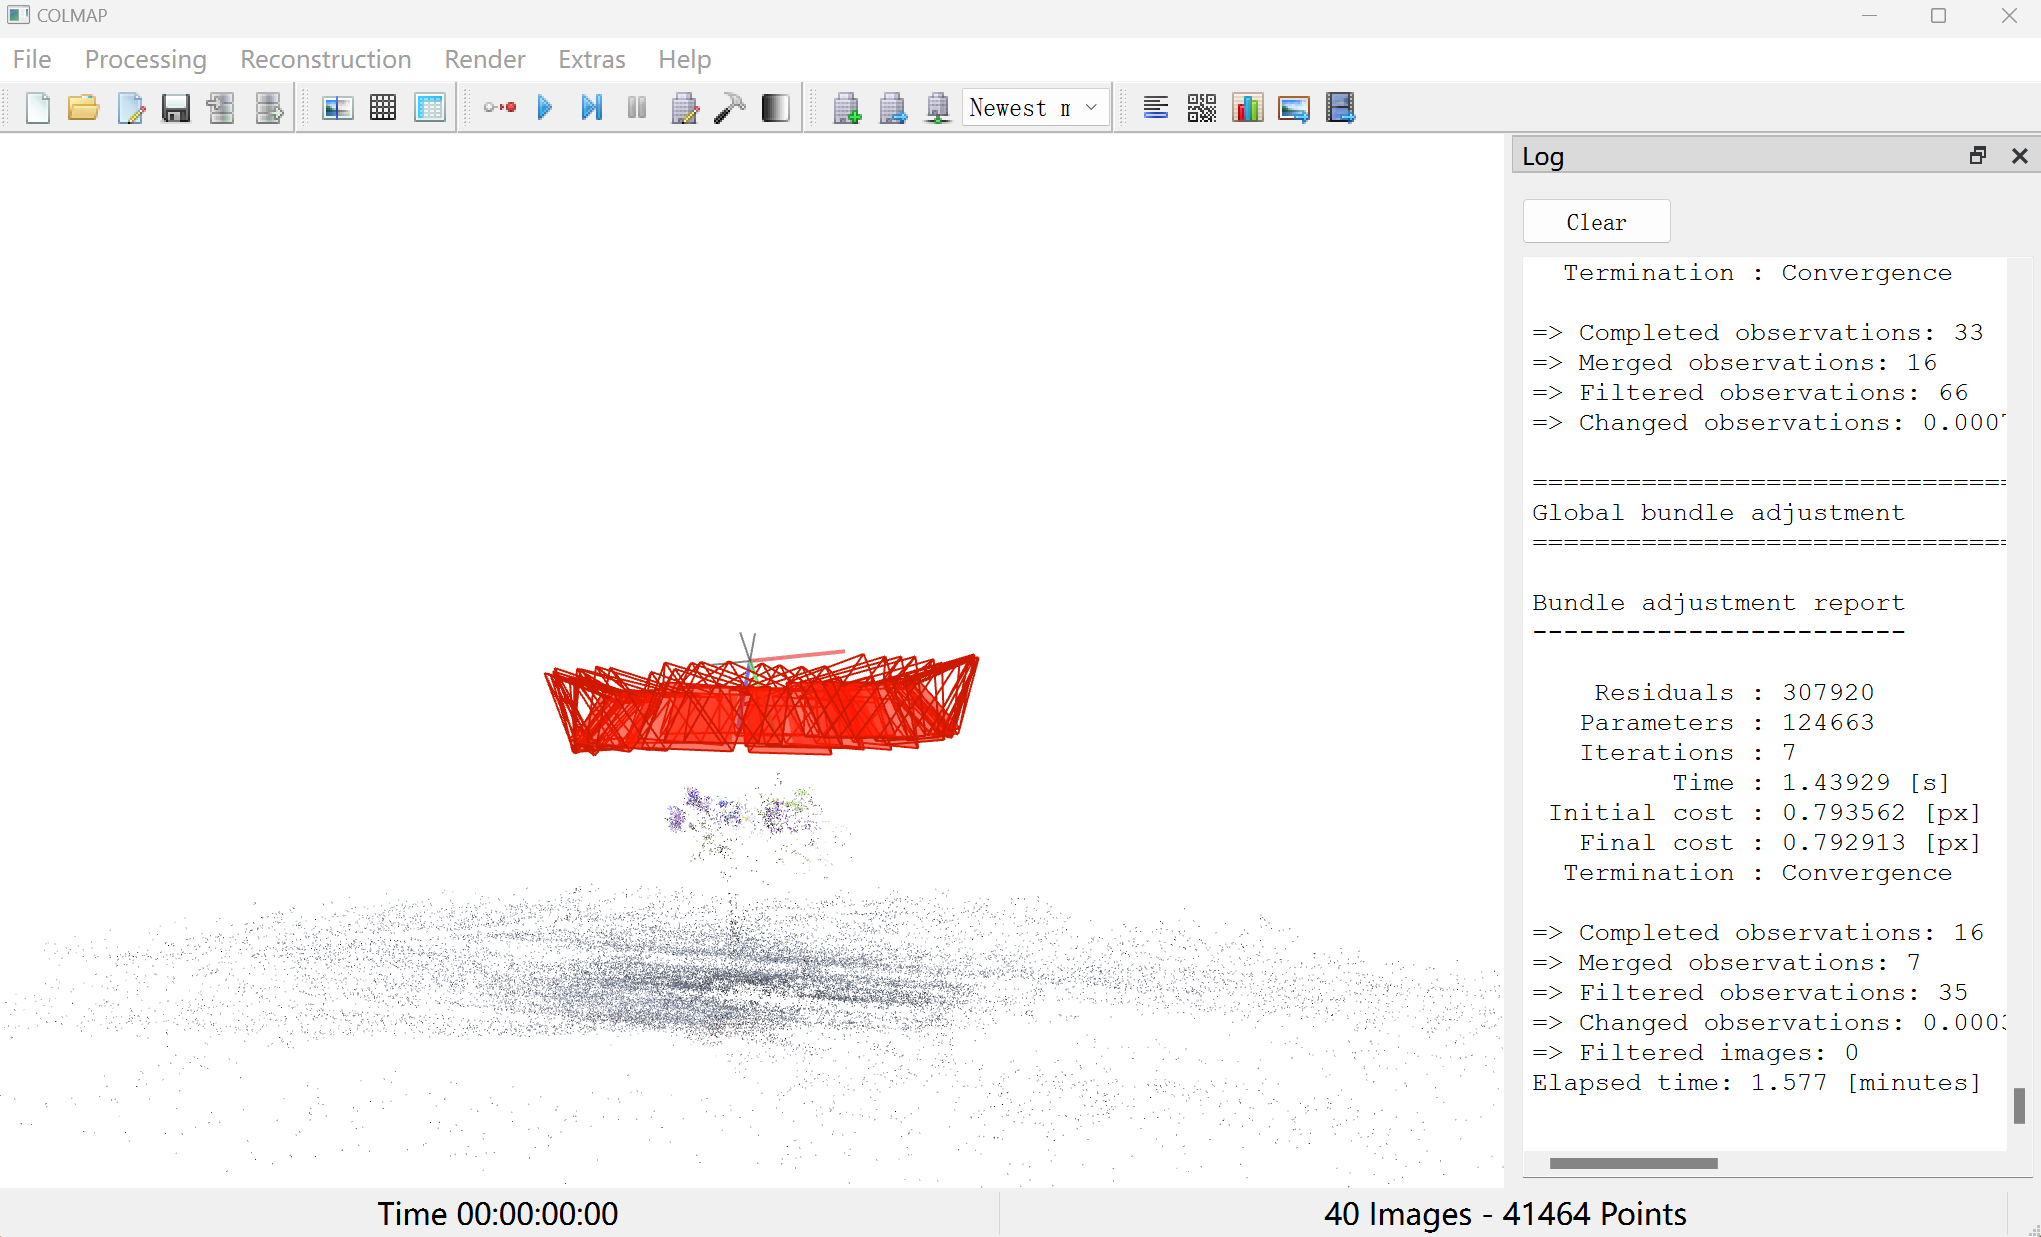 COLMAP
File Processing Reconstruction Render Extras Help
Newest m
Log
Clear
Termination : Convergence
=> Completed observations: 33
=> Merged observations: 16
=> Filtered observations: 66
=> Changed observations: 0.0007
==============================
Global bundle adjustment
==============================
Bundle adjustment report
------------------------
Residuals : 307920
Parameters : 124663
Iterations : 7
Time : 1.43929 [s]
Initial cost : 0.793562 [px]
Final cost : 0.792913 [px]
Termination : Convergence
=> Completed observations: 16
=> Merged observations: 7
=> Filtered observations: 35
=> Changed observations: 0.000
=> Filtered images: 0
Elapsed time: 1.577 [minutes]
Time 00:00:00:00
40 Images - 41464 Points